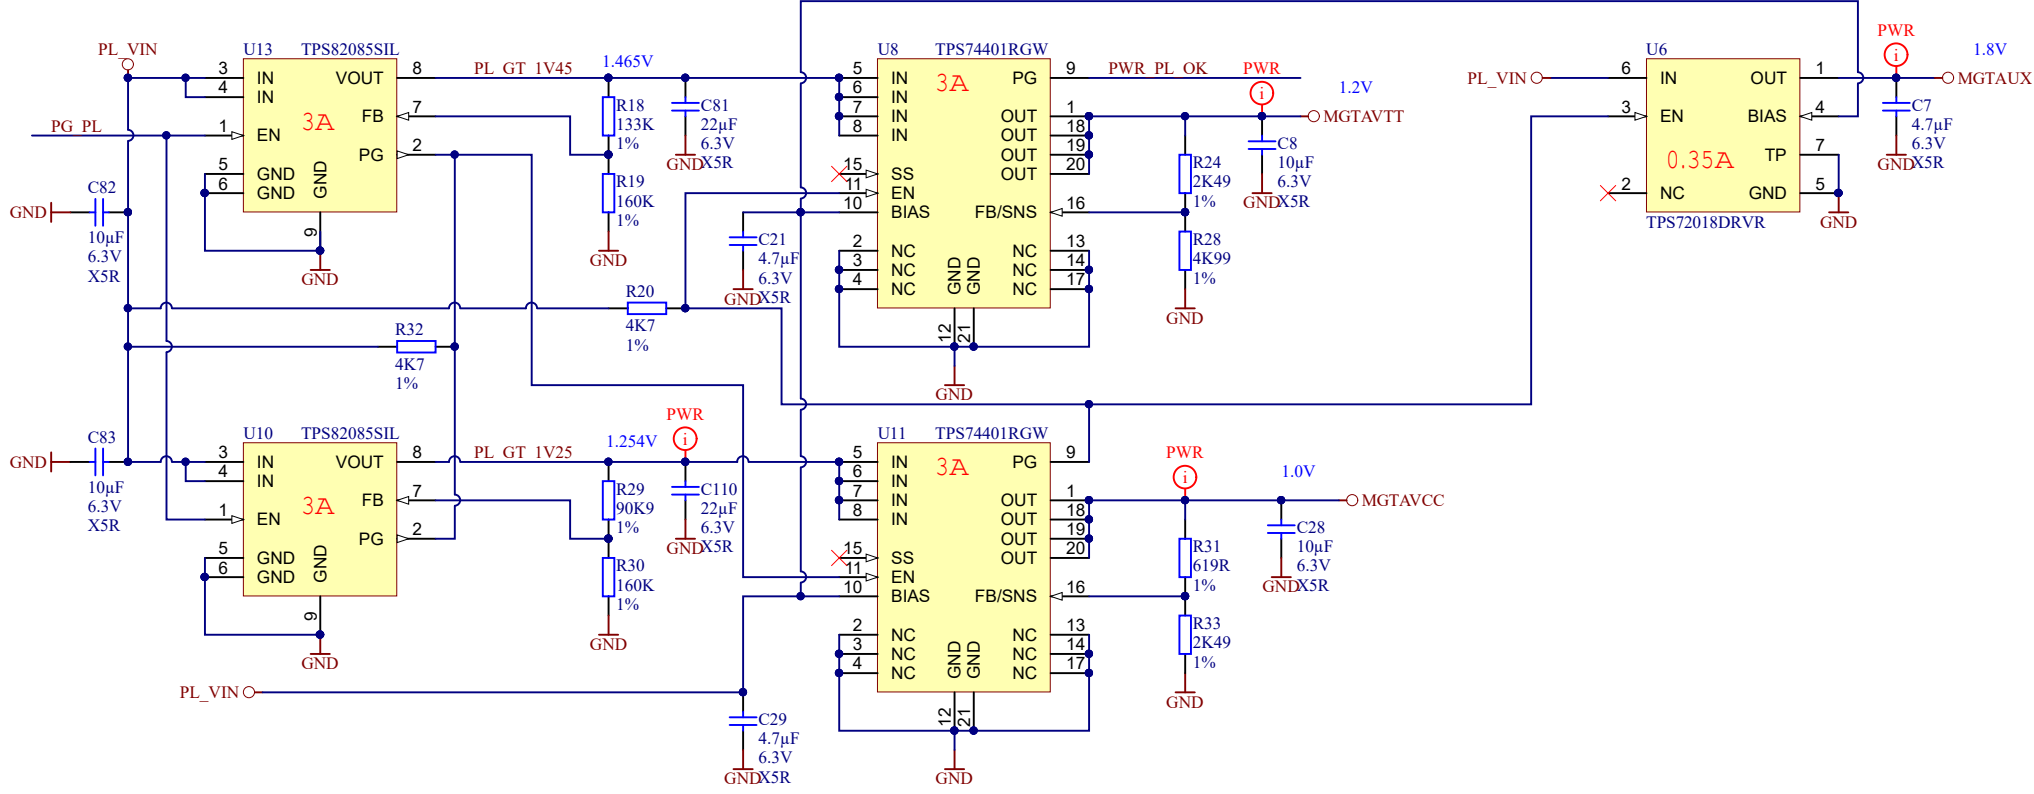 PL_VIN
U13 TPS82085SIL
3 IN VOUT 8 PL_GT_1V45 1.465V
4 IN
3A
FB 7
PG_PL
1 EN
PG 2
5 GND
6 GND
GND
9
GND
R18
133K
1%
R19
160K
1%
GND
C81
22µF
6.3V
GND X5R
C82
GND
10µF
6.3V
X5R
U8 TPS74401RGW
3A
5 IN PG 9 PWR_PL_OK
6 IN
7 IN OUT 1
8 IN OUT 18
OUT 19
15 SS OUT 20
11 EN
10 BIAS FB/SNS 16
2 NC NC 13
3 NC NC 14
4 NC NC 17
GND GND
12 21
GND
PWR
i
1.2V
MGTAVTT
C8
10µF
6.3V
GND X5R
R24
2K49
1%
R28
4K99
1%
GND
C21
4.7µF
6.3V
GND X5R
U6
PL_VIN 6 IN OUT 1
3 EN BIAS 4
0.35A
TP 7
2 NC GND 5
TPS72018DRVR
GND
PWR
i
1.8V
MGTAUX
C7
4.7µF
6.3V
GND X5R
R20
4K7
1%
R32
4K7
1%
C83
GND
10µF
6.3V
X5R
U10 TPS82085SIL
3 IN VOUT 8 PL_GT_1V25 1.254V
4 IN
3A
FB 7
1 EN
PG 2
5 GND
6 GND
GND
9
GND
PWR
i
R29
90K9
1%
R30
160K
1%
GND
C110
22µF
6.3V
GND X5R
U11 TPS74401RGW
3A
5 IN PG 9
6 IN
7 IN OUT 1
8 IN OUT 18
OUT 19
15 SS OUT 20
11 EN
10 BIAS FB/SNS 16
2 NC NC 13
3 NC NC 14
4 NC NC 17
GND GND
12 21
GND
PWR
i
1.0V
MGTAVCC
C28
10µF
6.3V
GND X5R
R31
619R
1%
R33
2K49
1%
GND
PL_VIN
C29
4.7µF
6.3V
GND X5R